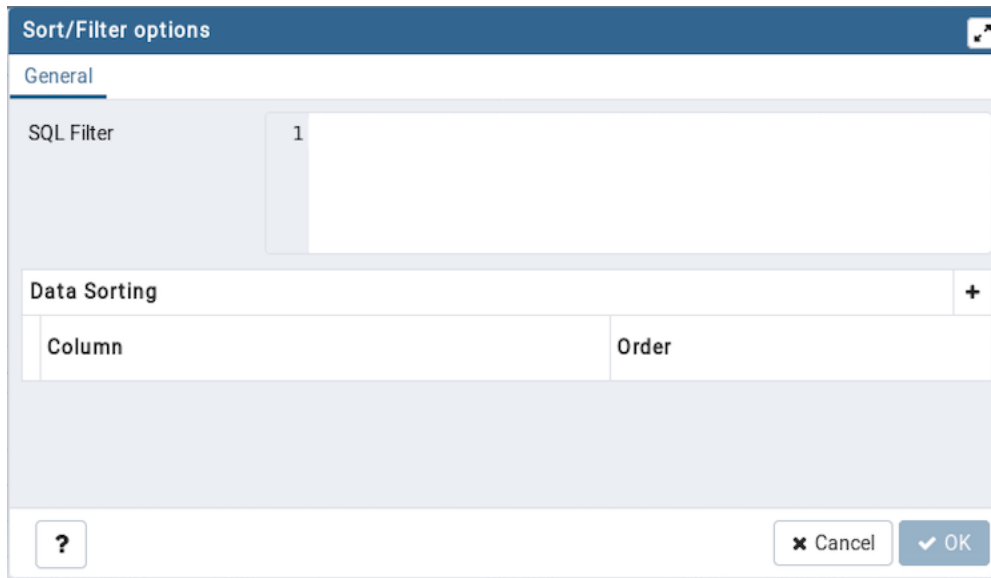 Sort/Filter options
General
SQL Filter
1
Data Sorting
+
Column Order
?
Cancel OK